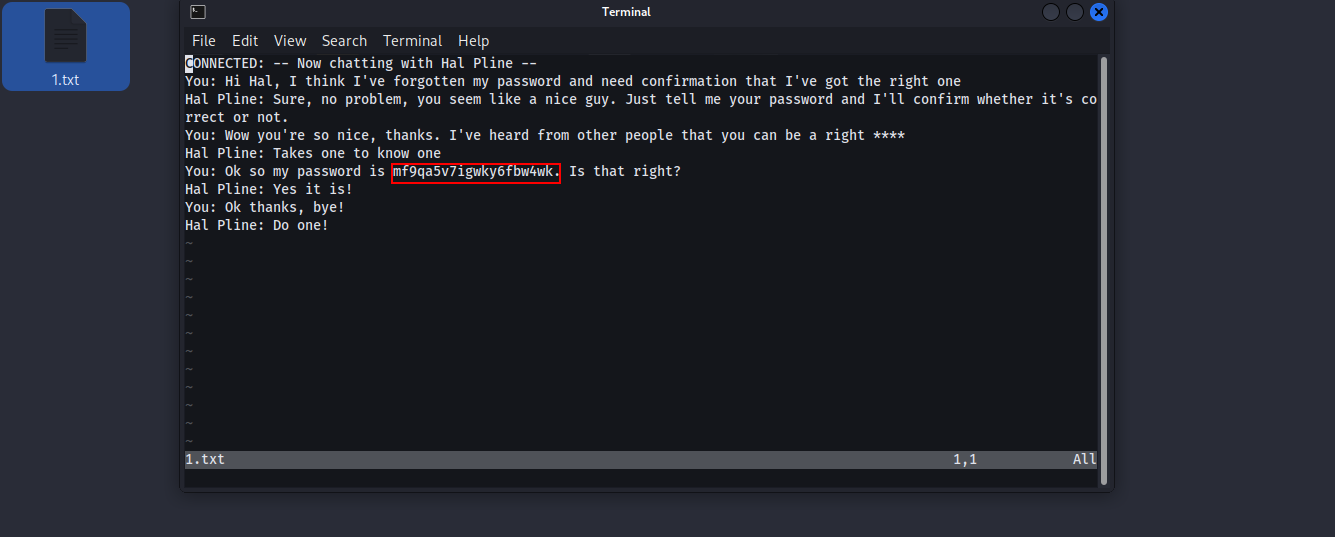 1.txt
Terminal
File Edit View Search Terminal Help
CONNECTED: -- Now chatting with Hal Pline --
You: Hi Hal, I think I've forgotten my password and need confirmation that I've got the right one
Hal Pline: Sure, no problem, you seem like a nice guy. Just tell me your password and I'll confirm whether it's co
rrect or not.
You: Wow you're so nice, thanks. I've heard from other people that you can be a right ****
Hal Pline: Takes one to know one
You: Ok so my password is mf9qa5v7igwky6fbw4wk. Is that right?
Hal Pline: Yes it is!
You: Ok thanks, bye!
Hal Pline: Do one!
~
~
~
~
~
~
~
~
~
~
~
~
1.txt 1,1 All